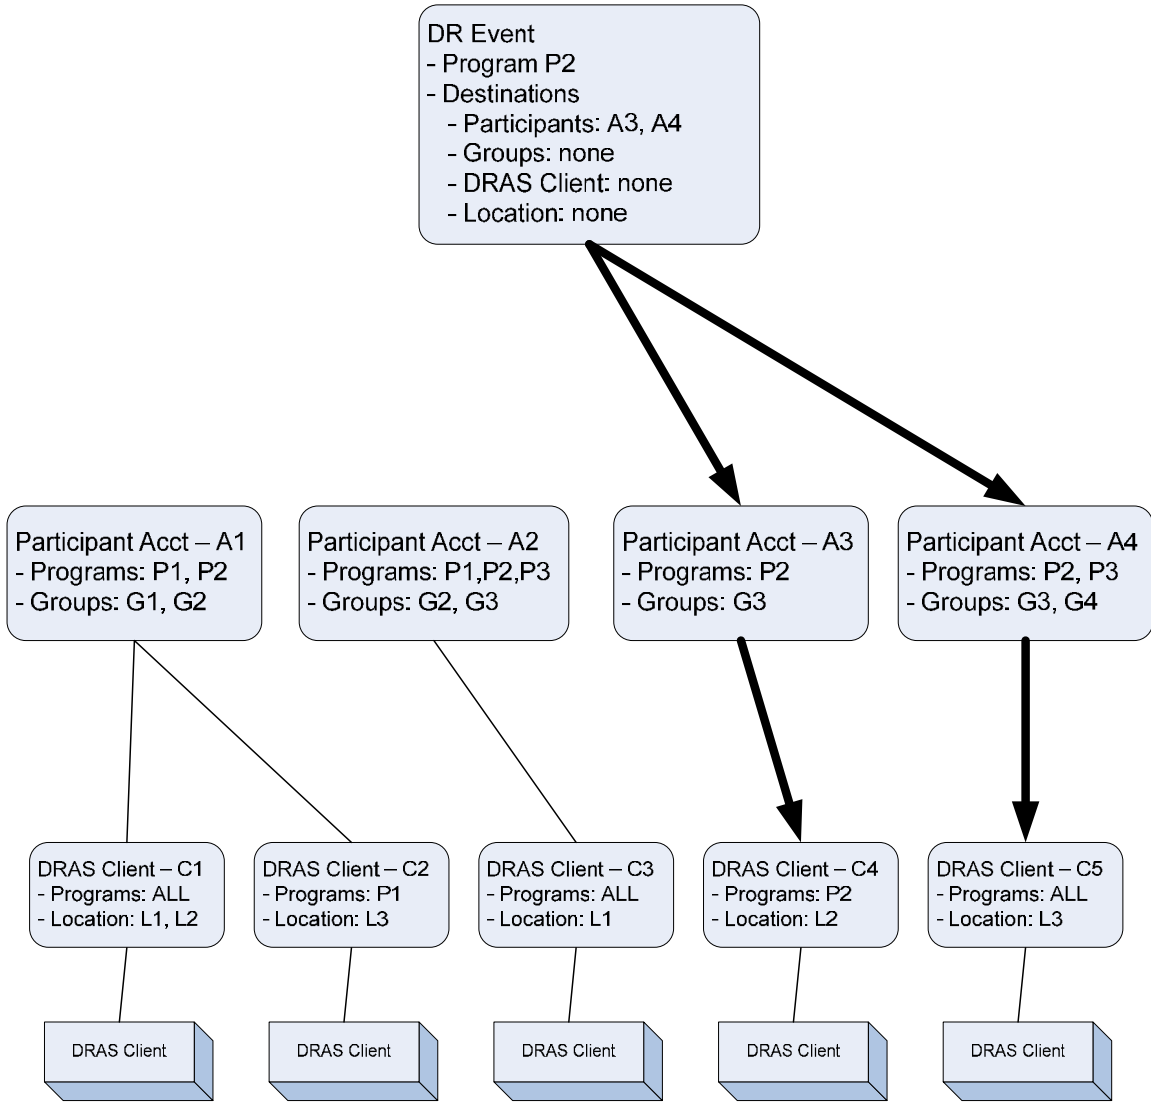 DR Event
- Program P2
- Destinations
- Participants: A3, A4
- Groups: none
- DRAS Client: none
- Location: none
Participant Acct – A1
- Programs: P1, P2
- Groups: G1, G2
Participant Acct – A2
- Programs: P1,P2,P3
- Groups: G2, G3
Participant Acct – A3
- Programs: P2
- Groups: G3
Participant Acct – A4
- Programs: P2, P3
- Groups: G3, G4
DRAS Client – C1
- Programs: ALL
- Location: L1, L2
DRAS Client – C2
- Programs: P1
- Location: L3
DRAS Client – C3
- Programs: ALL
- Location: L1
DRAS Client – C4
- Programs: P2
- Location: L2
DRAS Client – C5
- Programs: ALL
- Location: L3
DRAS Client
DRAS Client
DRAS Client
DRAS Client
DRAS Client